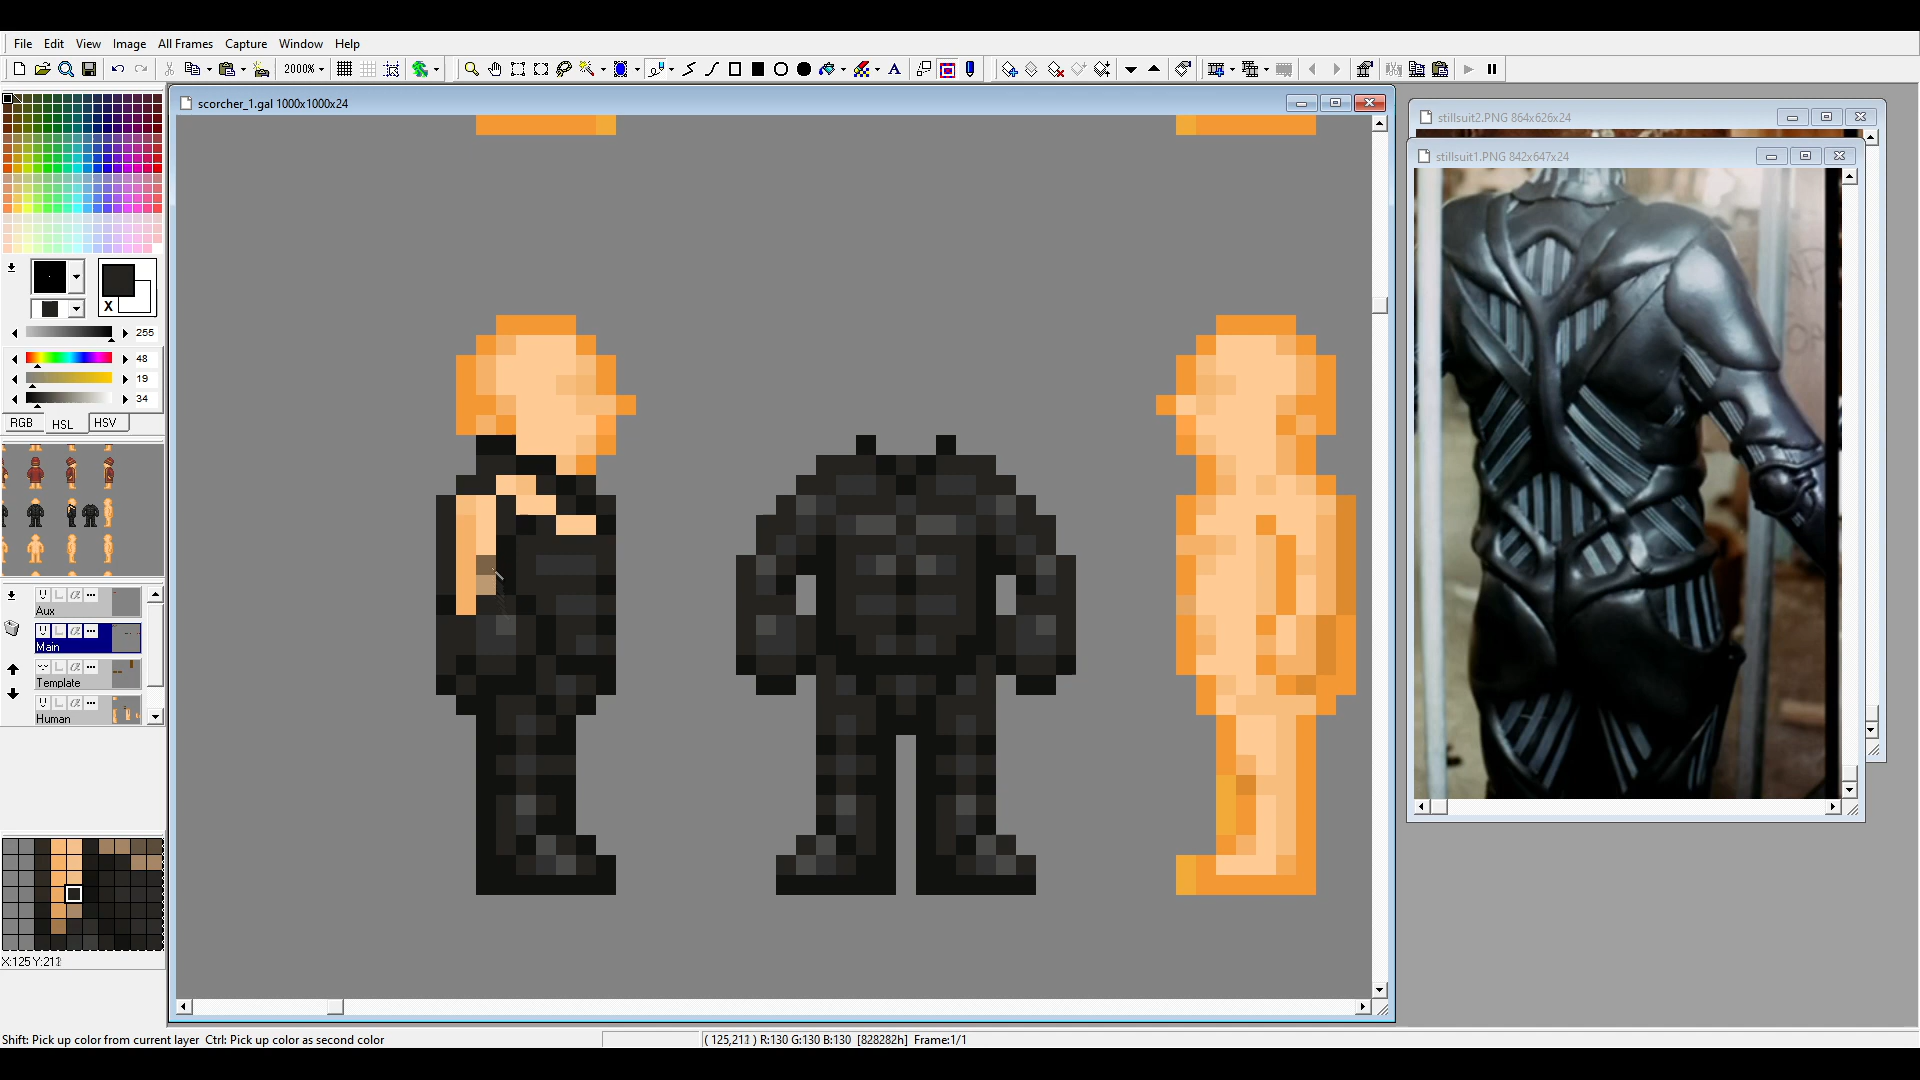 File Edit View Image All Frames Capture Window Help
2000%
scorcher_1.gal 1000x1000x24
stillsuit2.PNG 864x626x24
stillsuit1.PNG 842x647x24
X
255
48
19
34
RGB HSL HSV
Aux
Main
Template
Human
Shift: Pick up color from current layer Ctrl: Pick up color as second color
( 125,211 ) R:130 G:130 B:130 [828282h] Frame:1/1